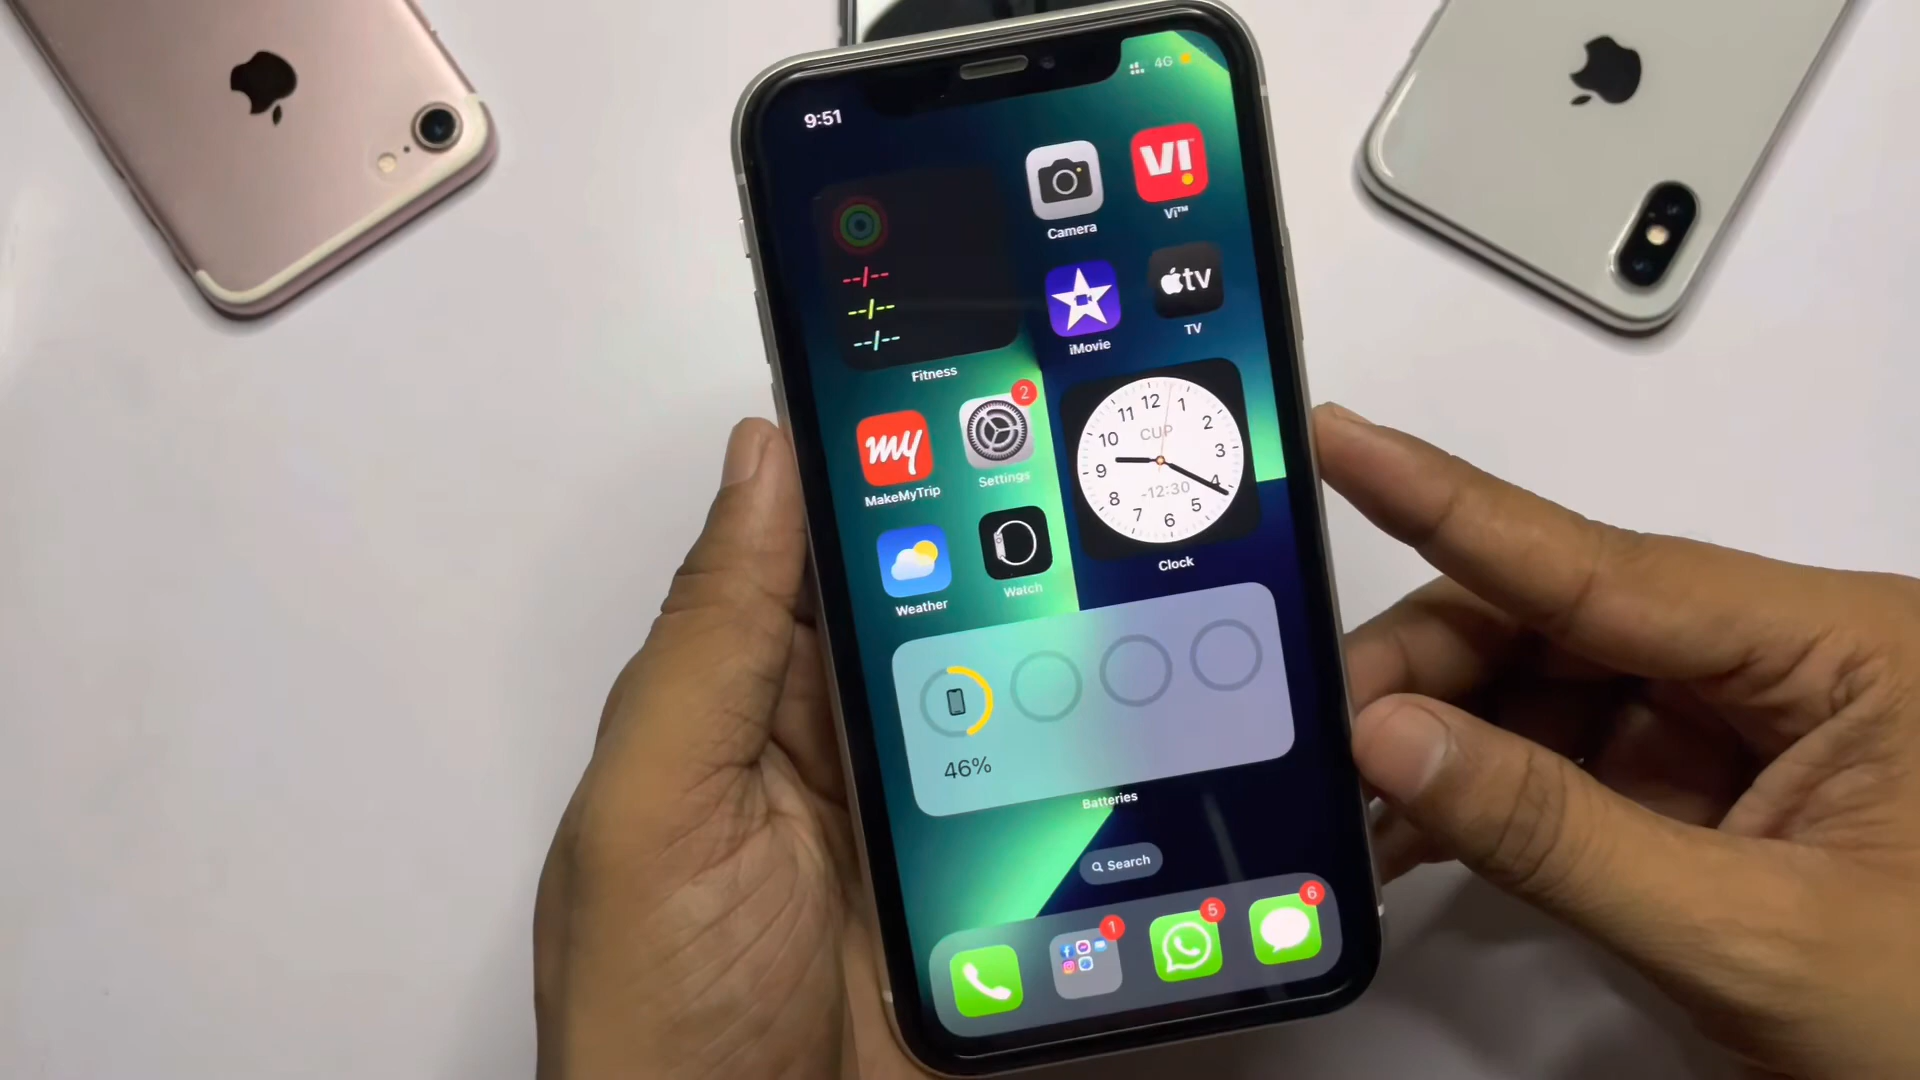 9:51
4G
Camera
VI!
Vi™
--/--
--/--
--/--
Fitness
iMovie
tv
TV
my
MakeMyTrip
2
Settings
12
1
2
3
4
5
6
7
8
9
10
11
CUP
-12:30
Clock
Weather
Watch
46%
Batteries
Search
1
5
6